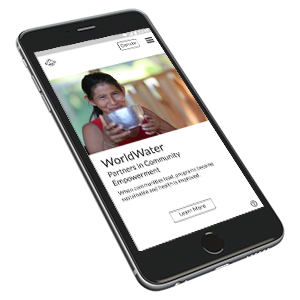 Donate
WorldWater
Partners in Community
Empowerment
When communities lead, programs become
sustainable and health is improved.
Learn More